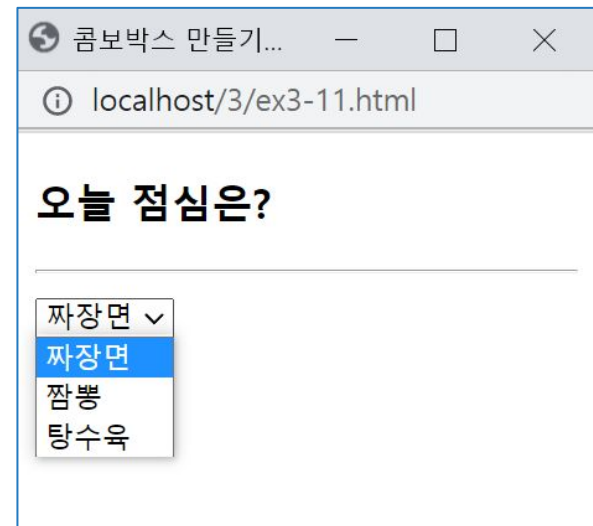 콤보박스 만들기...
localhost/3/ex3-11.html
오늘 점심은?
짜장면
짜장면
짬뽕
탕수육